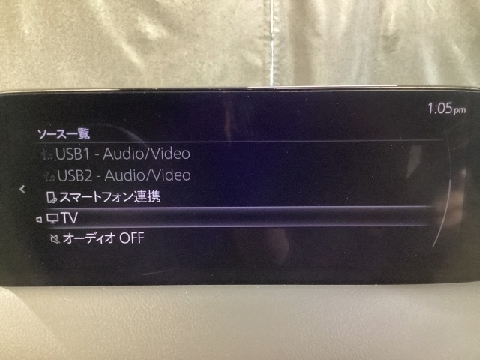 1:05pm
ソース一覧
USB1 - Audio/Video
USB2 - Audio/Video
スマートフォン連携
TV
オーディオ OFF